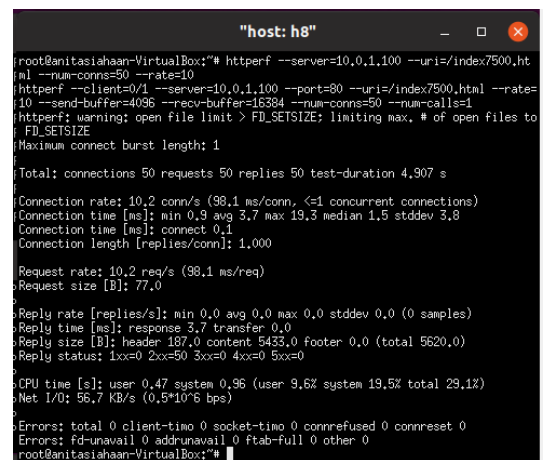 "host: h8"
root@anitasiahaan-VirtualBox:~# httperf --server=10.0.1.100 --uri=/index7500.ht
ml --num-conns=50 --rate=10
httperf --client=0/1 --server=10.0.1.100 --port=80 --uri=/index7500.html --rate=
10 --send-buffer=4096 --recv-buffer=16384 --num-conns=50 --num-calls=1
httperf: warning: open file limit > FD_SETSIZE; limiting max. # of open files to
FD_SETSIZE
Maximum connect burst length: 1
Total: connections 50 requests 50 replies 50 test-duration 4.907 s
Connection rate: 10.2 conn/s (98.1 ms/conn, <=1 concurrent connections)
Connection time [ms]: min 0.9 avg 3.7 max 19.3 median 1.5 stddev 3.8
Connection time [ms]: connect 0.1
Connection length [replies/conn]: 1.000
Request rate: 10.2 req/s (98.1 ms/req)
Request size [B]: 77.0
Reply rate [replies/s]: min 0.0 avg 0.0 max 0.0 stddev 0.0 (0 samples)
Reply time [ms]: response 3.7 transfer 0.0
Reply size [B]: header 187.0 content 5433.0 footer 0.0 (total 5620.0)
Reply status: 1xx=0 2xx=50 3xx=0 4xx=0 5xx=0
CPU time [s]: user 0.47 system 0.96 (user 9.6% system 19.5% total 29.1%)
Net I/O: 56.7 KB/s (0.5*10^6 bps)
Errors: total 0 client-timo 0 socket-timo 0 connrefused 0 connreset 0
Errors: fd-unavail 0 addrunavail 0 ftab-full 0 other 0
root@anitasiahaan-VirtualBox:~#